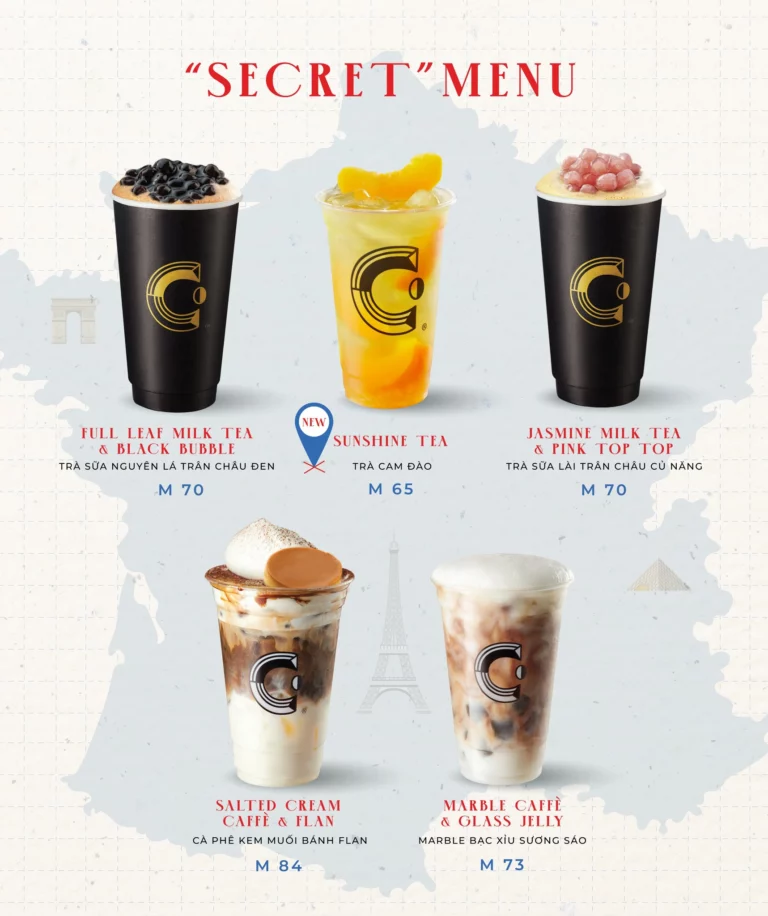 “SECRET” MENU
FULL LEAF MILK TEA
& BLACK BUBBLE
TRÀ SỮA NGUYÊN LÁ TRÂN CHÂU ĐEN
M 70
NEW
SUNSHINE TEA
TRÀ CAM ĐÀO
M 65
JASMINE MILK TEA
& PINK TOP TOP
TRÀ SỮA LÀI TRÂN CHÂU CỦ NĂNG
M 70
SALTED CREAM
CAFFÈ & FLAN
CÀ PHÊ KEM MUỐI BÁNH FLAN
M 84
MARBLE CAFFÈ
& GLASS JELLY
MARBLE BẠC XỈU SƯƠNG SÁO
M 73